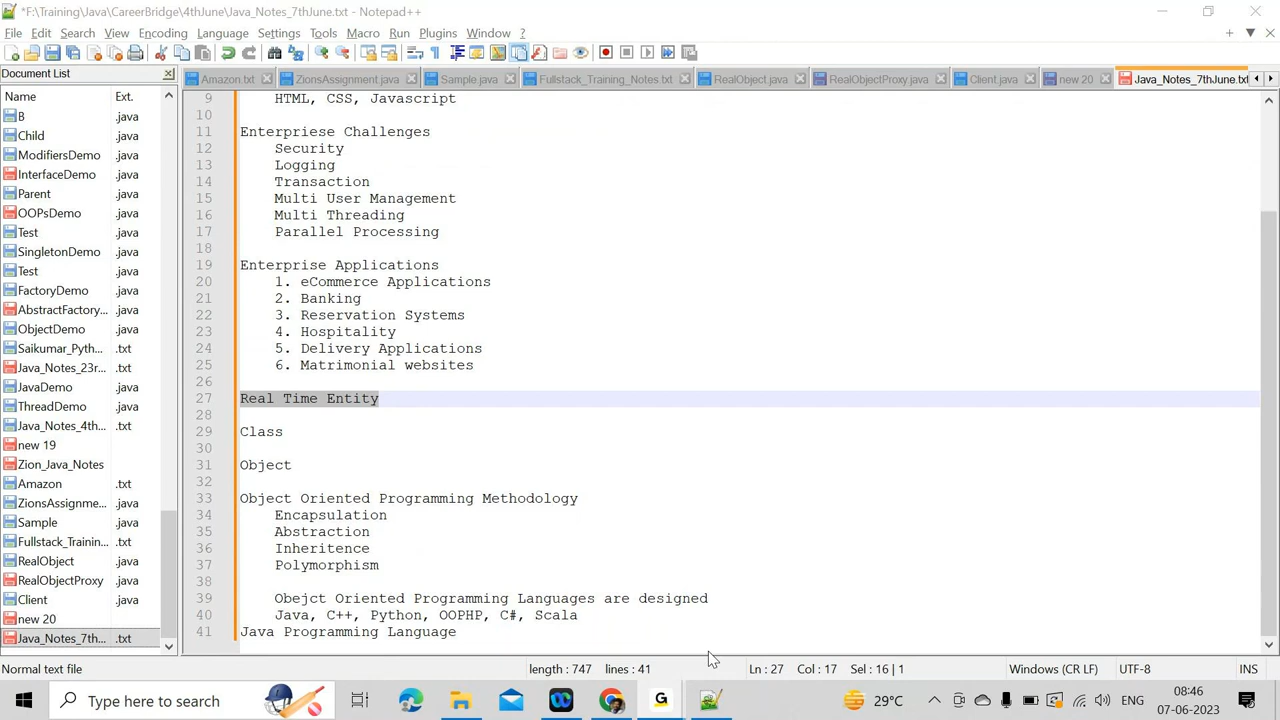 *F:\Training\Java\CareerBridge\4thJune\Java_Notes_7thJune.txt - Notepad++
File Edit Search View Encoding Language Settings Tools Macro Run Plugins Window ?
Document List
Amazon.txt ZionsAssignment.java Sample.java Fullstack_Training_Notes.txt RealObject.java RealObjectProxy.java Client.java new 20 Java_Notes_7thJune.txt
Name Ext.
B .java
Child .java
ModifiersDemo .java
InterfaceDemo .java
Parent .java
OOPsDemo .java
Test .java
SingletonDemo .java
Test .java
FactoryDemo .java
AbstractFactory... .java
ObjectDemo .java
Saikumar_Pyth... .txt
Java_Notes_23r... .txt
JavaDemo .java
ThreadDemo .java
Java_Notes_4th... .txt
new 19
Zion_Java_Notes
Amazon .txt
ZionsAssignme... .java
Sample .java
Fullstack_Trainin... .txt
RealObject .java
RealObjectProxy .java
Client .java
new 20
Java_Notes_7th... .txt
9 HTML, CSS, Javascript
10
11 Enterpriese Challenges
12 Security
13 Logging
14 Transaction
15 Multi User Management
16 Multi Threading
17 Parallel Processing
18
19 Enterprise Applications
20 1. eCommerce Applications
21 2. Banking
22 3. Reservation Systems
23 4. Hospitality
24 5. Delivery Applications
25 6. Matrimonial websites
26
27 Real Time Entity
28
29 Class
30
31 Object
32
33 Object Oriented Programming Methodology
34 Encapsulation
35 Abstraction
36 Inheritence
37 Polymorphism
38
39 Obejct Oriented Programming Languages are designed
40 Java, C++, Python, OOPHP, C#, Scala
41 Java Programming Language
Normal text file length : 747 lines : 41 Ln : 27 Col : 17 Sel : 16 | 1 Windows (CR LF) UTF-8 INS
Type here to search 29°C ENG 08:46
07-06-2023